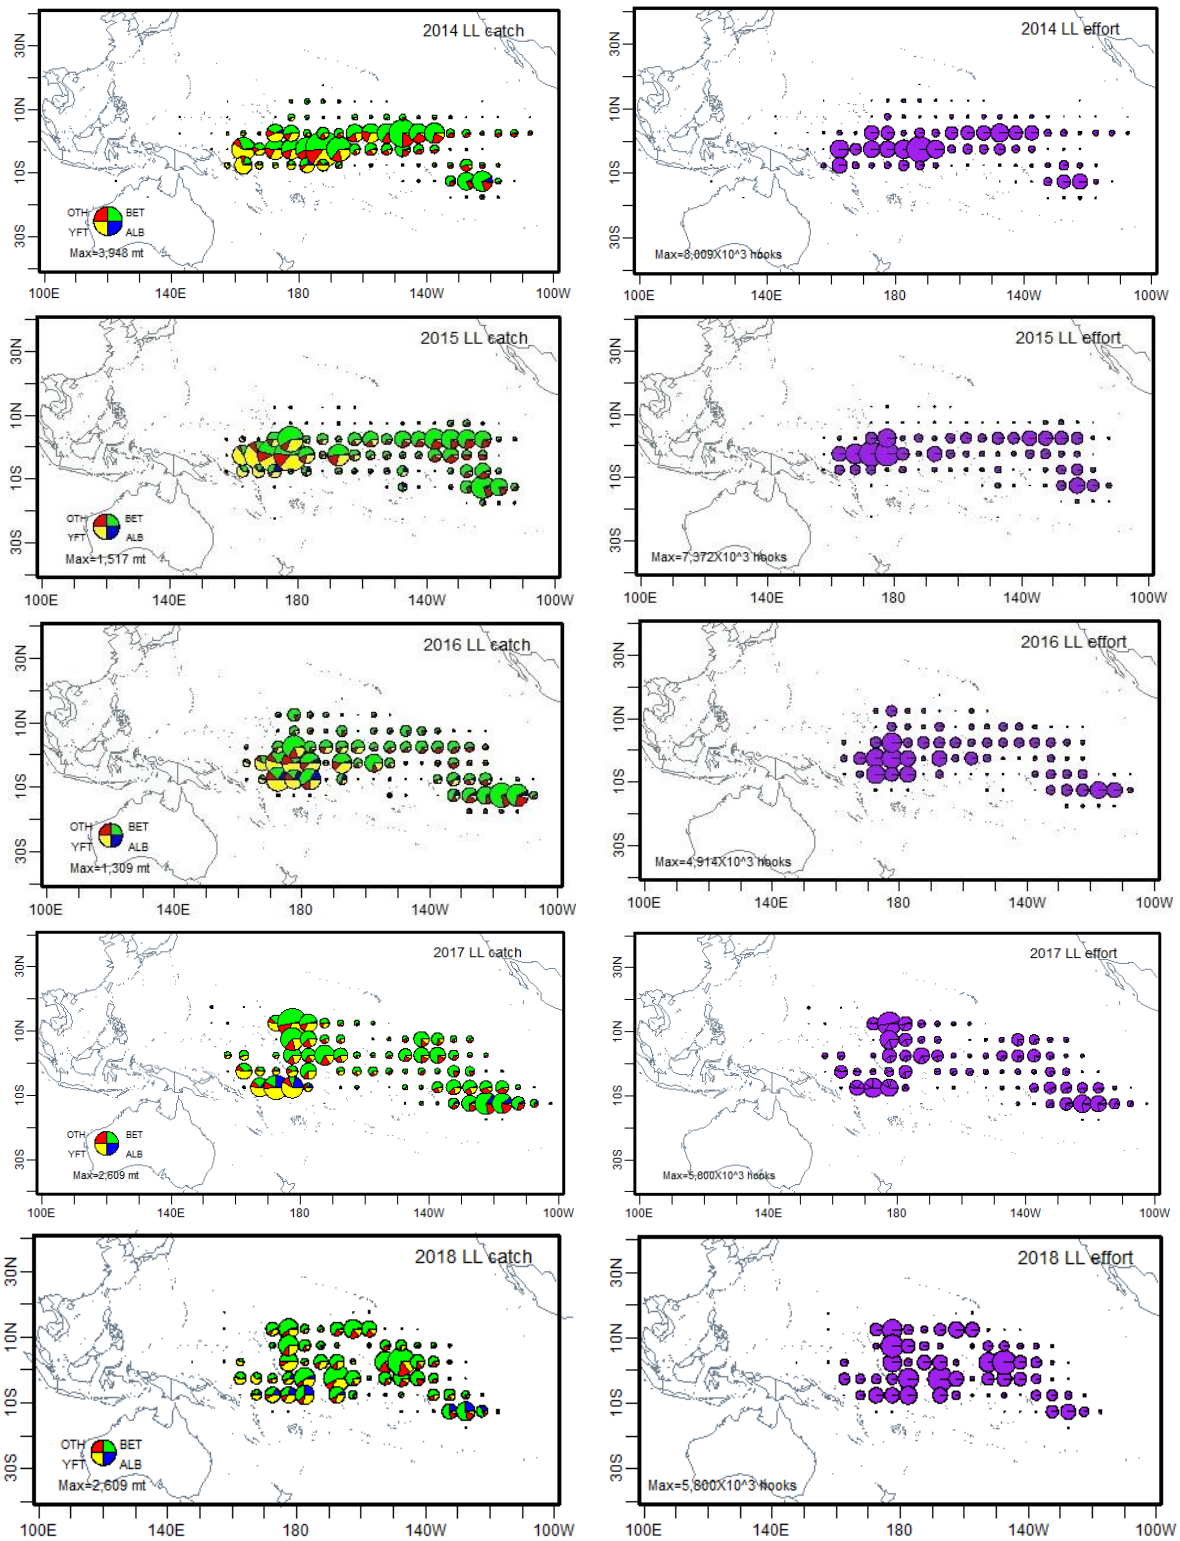 2014 LL catch
30N
10N
10S
30S
OTH BET
YFT ALB
Max=3,948 mt
100E 140E 180 140W 100W
2014 LL effort
30N
10N
10S
30S
Max=8,009X10^3 hooks
100E 140E 180 140W 100W
2015 LL catch
30N
10N
10S
30S
OTH BET
YFT ALB
Max=1,517 mt
100E 140E 180 140W 100W
2015 LL effort
30N
10N
10S
30S
Max=7,372X10^3 hooks
100E 140E 180 140W 100W
2016 LL catch
30N
10N
10S
30S
OTH BET
YFT ALB
Max=1,309 mt
100E 140E 180 140W 100W
2016 LL effort
30N
10N
10S
30S
Max=4,914X10^3 hooks
100E 140E 180 140W 100W
2017 LL catch
30N
10N
10S
30S
OTH BET
YFT ALB
Max=2,609 mt
100E 140E 180 140W 100W
2017 LL effort
30N
10N
10S
30S
Max=5,800X10^3 hooks
100E 140E 180 140W 100W
2018 LL catch
30N
10N
10S
30S
OTH BET
YFT ALB
Max=2,609 mt
100E 140E 180 140W 100W
2018 LL effort
30N
10N
10S
30S
Max=5,800X10^3 hooks
100E 140E 180 140W 100W